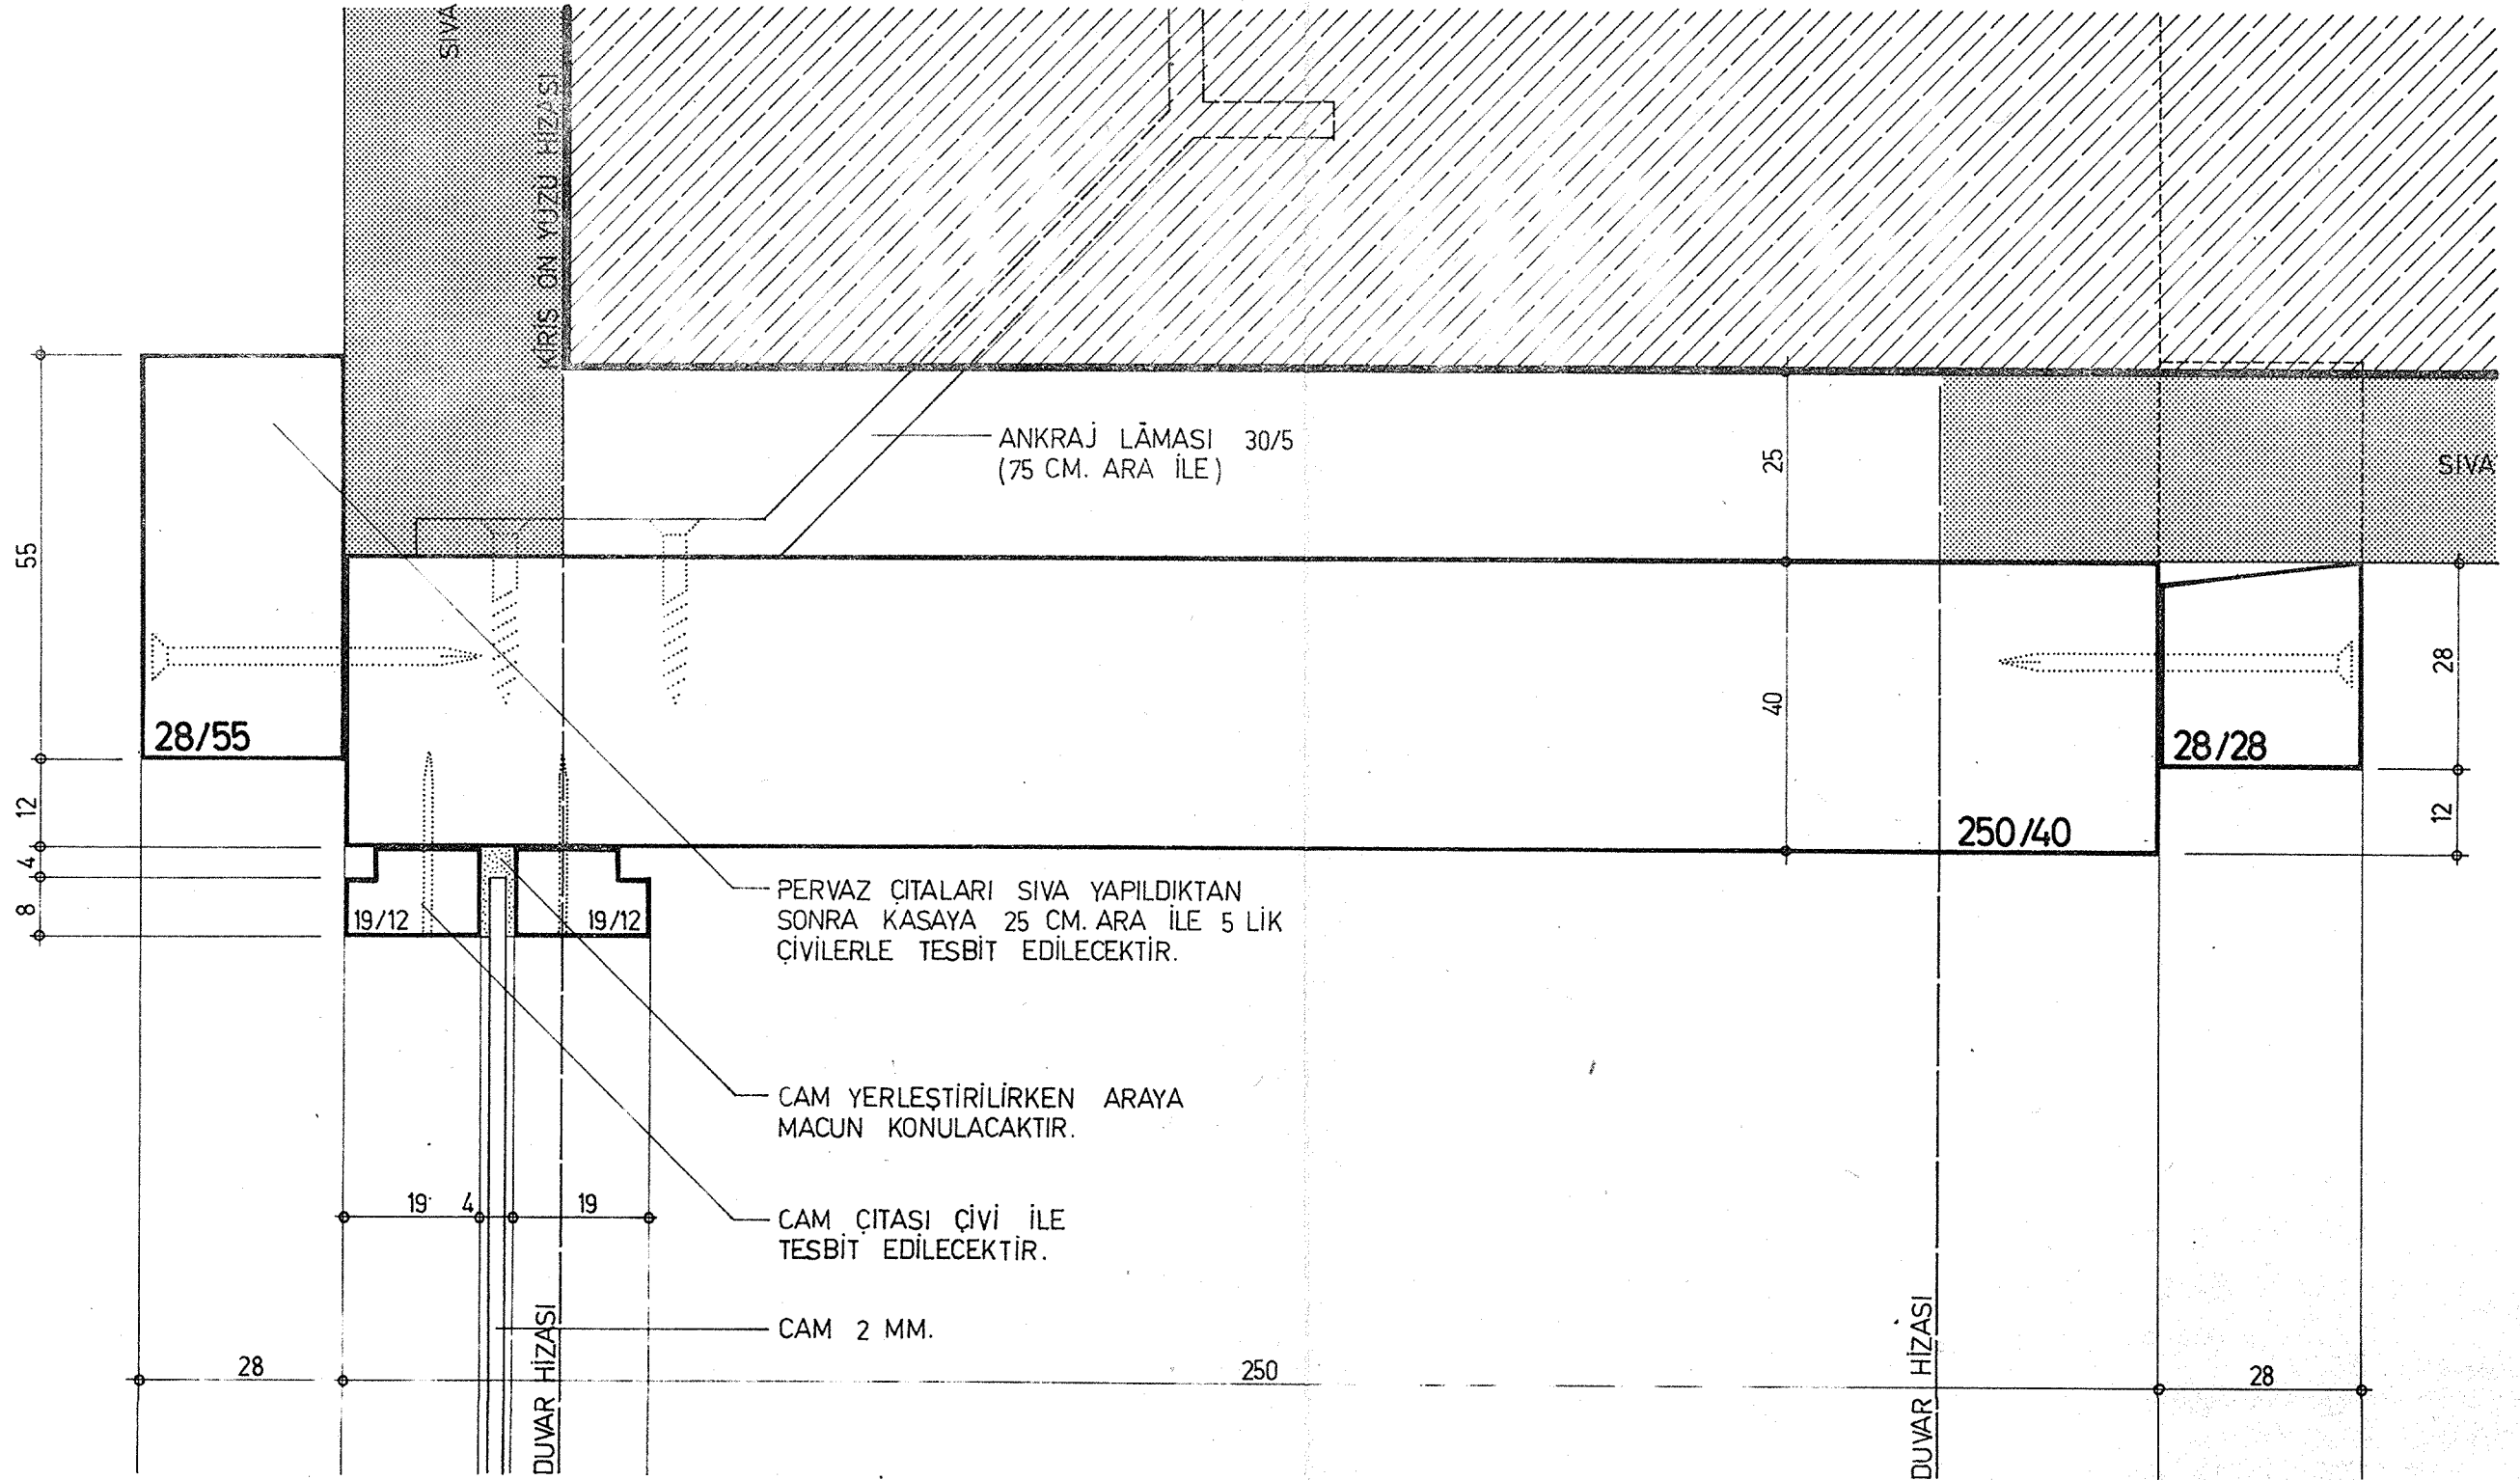 SIVA
KİRİŞ ÖN YÜZÜ HİZASI
ANKRAJ LÂMASI 30/5
(75 CM. ARA İLE)
25
SIVA
55
28
40
28/55
28/28
12
12
250/40
4
8
19/12
19/12
PERVAZ ÇITALARI SIVA YAPILDIKTAN
SONRA KASAYA 25 CM. ARA İLE 5 LİK
ÇİVİLERLE TESBİT EDİLECEKTİR.
CAM YERLEŞTİRİLİRKEN ARAYA
MACUN KONULACAKTIR.
19 4 19
CAM ÇITASI ÇİVİ İLE
TESBİT EDİLECEKTİR.
CAM 2 MM.
DUVAR HİZASI
DUVAR HİZASI
28
250
28